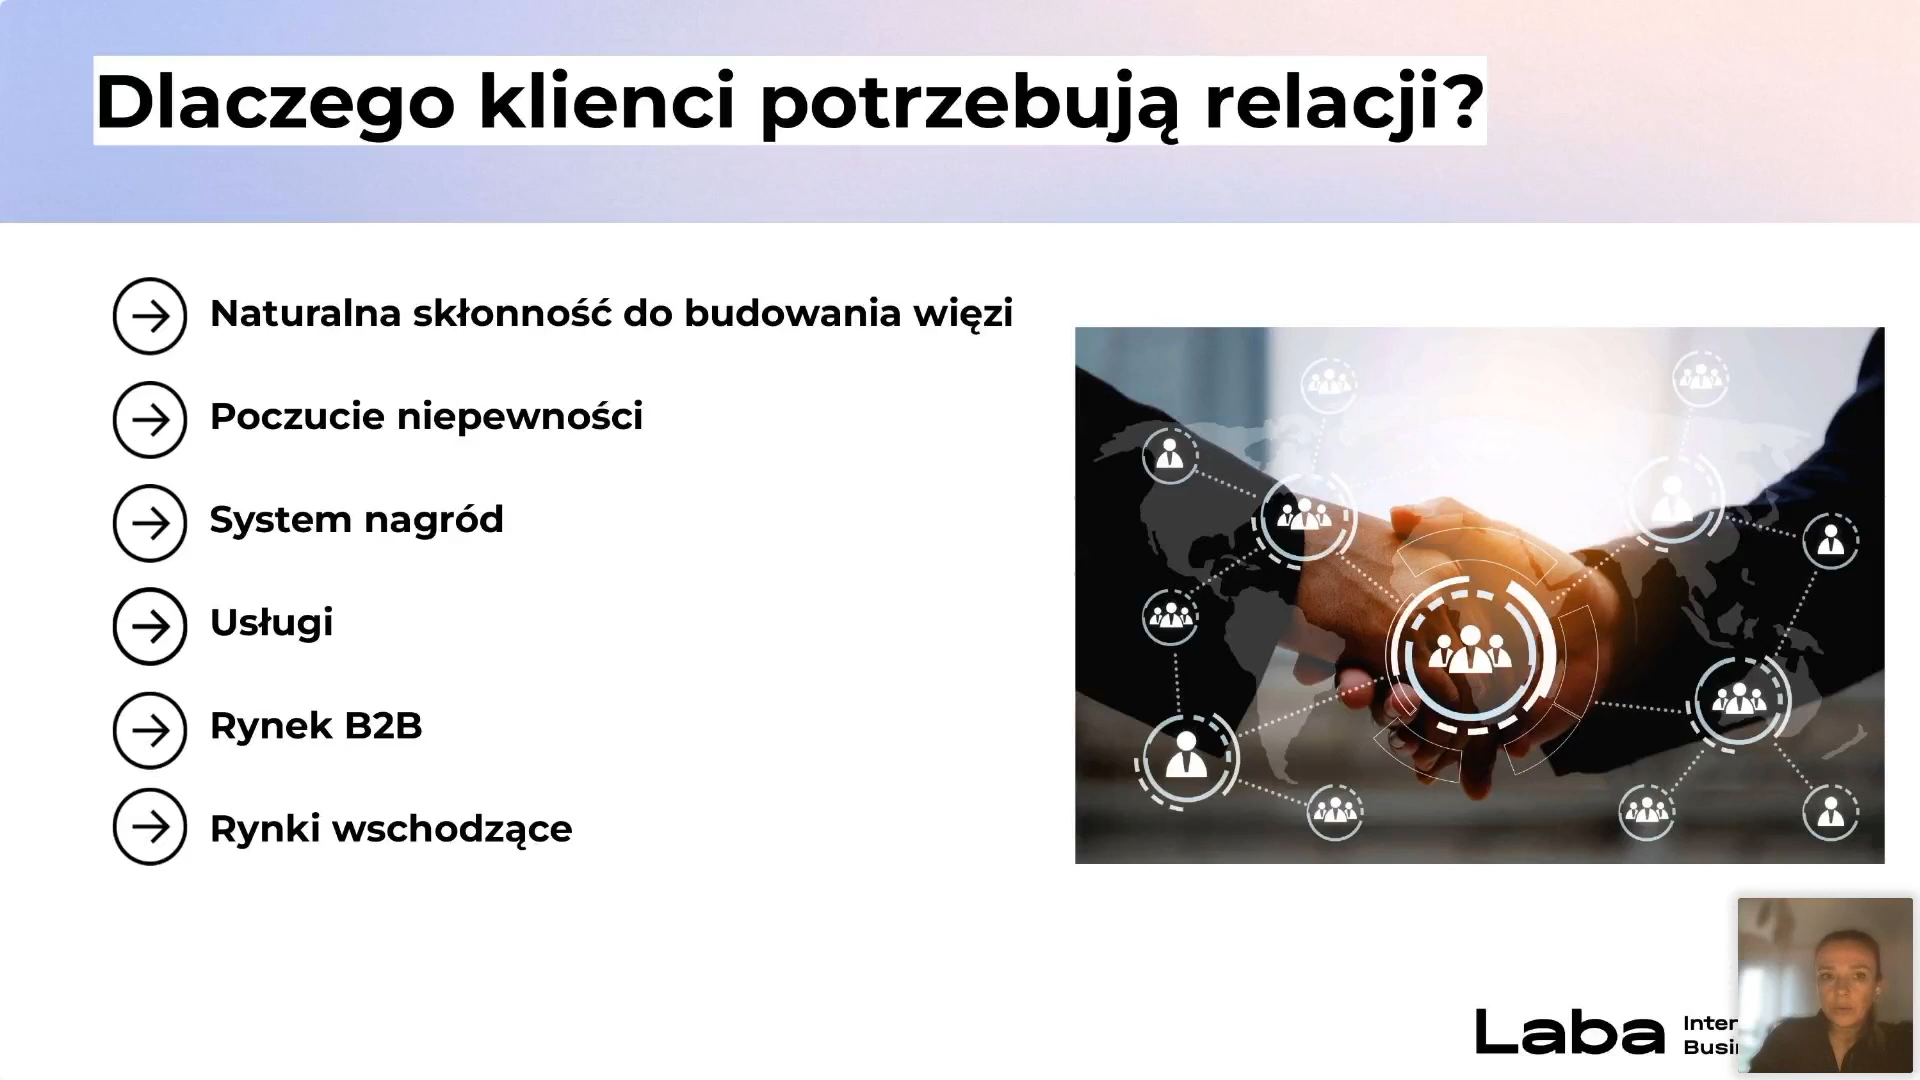 Dlaczego klienci potrzebują relacji?
Naturalna skłonność do budowania więzi
Poczucie niepewności
System nagród
Usługi
Rynek B2B
Rynki wschodzące
Laba